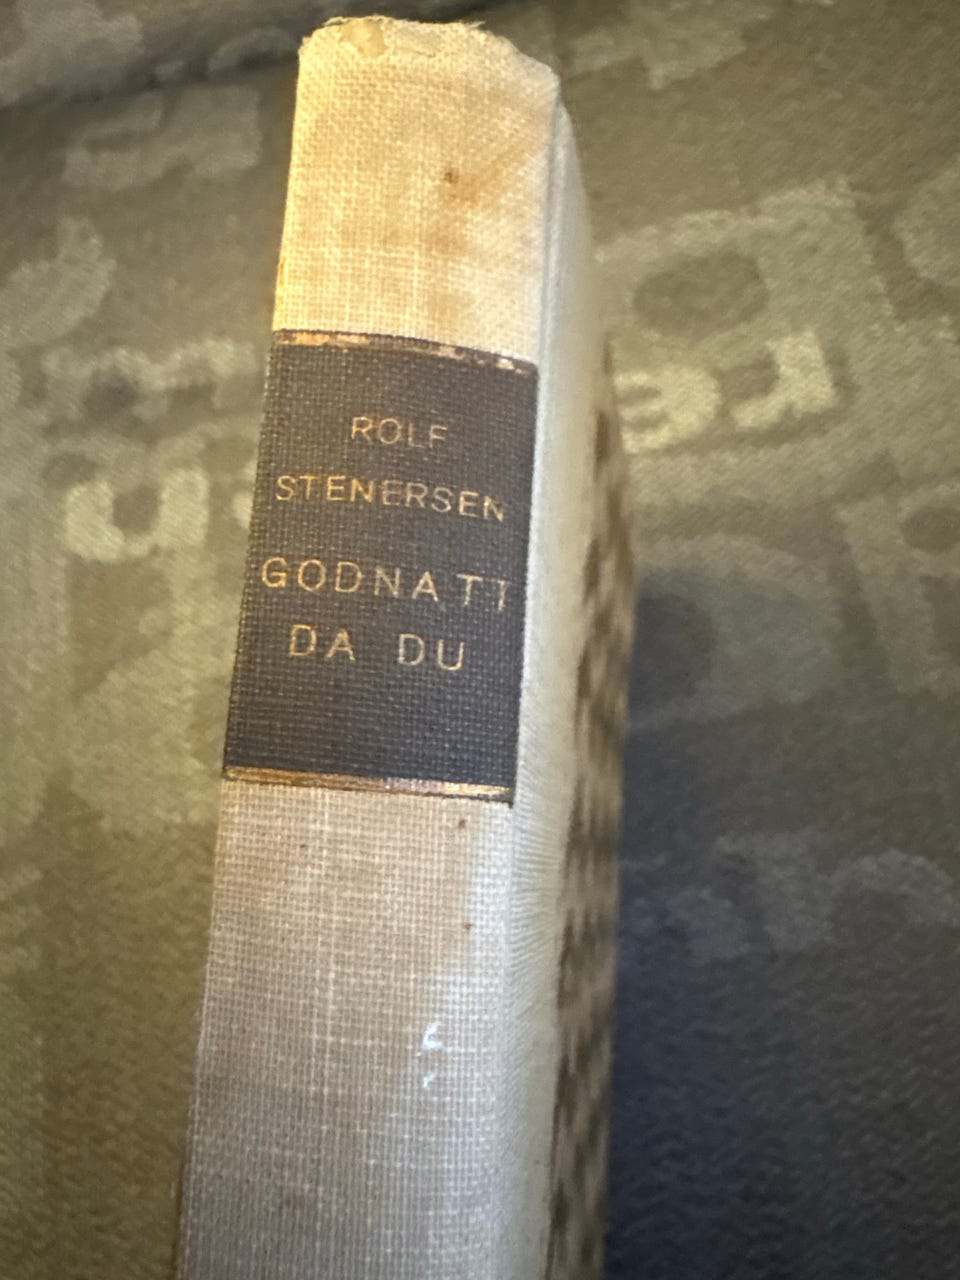 ROLF
STENERSEN
GODNATT
DA DU